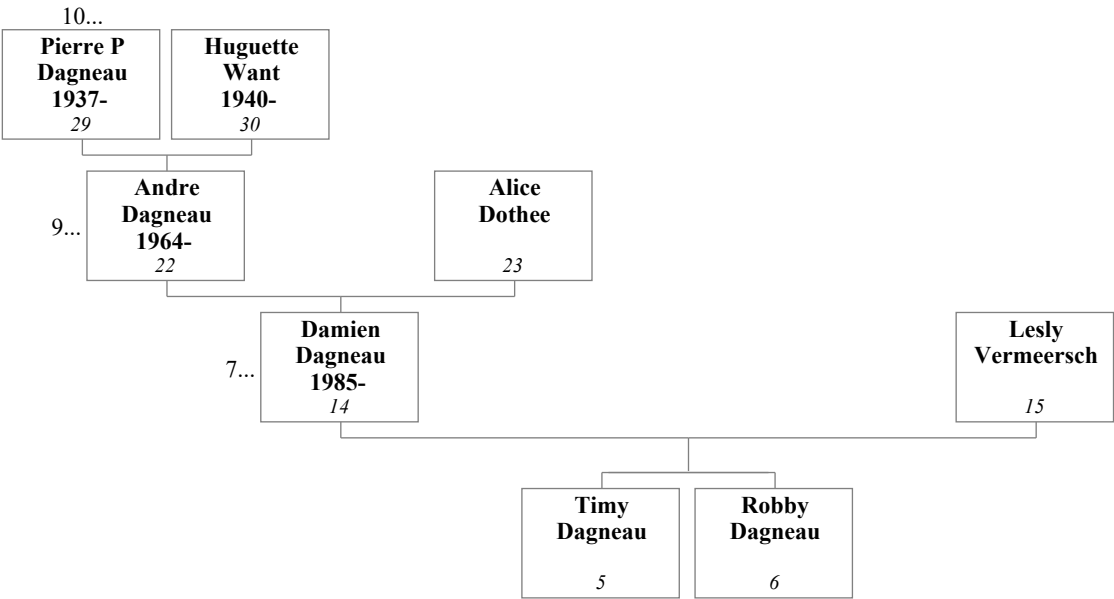 10...
Pierre P
Dagneau
1937-
29
Huguette
Want
1940-
30
9...
Andre
Dagneau
1964-
22
Alice
Dothee
23
7...
Damien
Dagneau
1985-
14
Lesly
Vermeersch
15
Timy
Dagneau
5
Robby
Dagneau
6